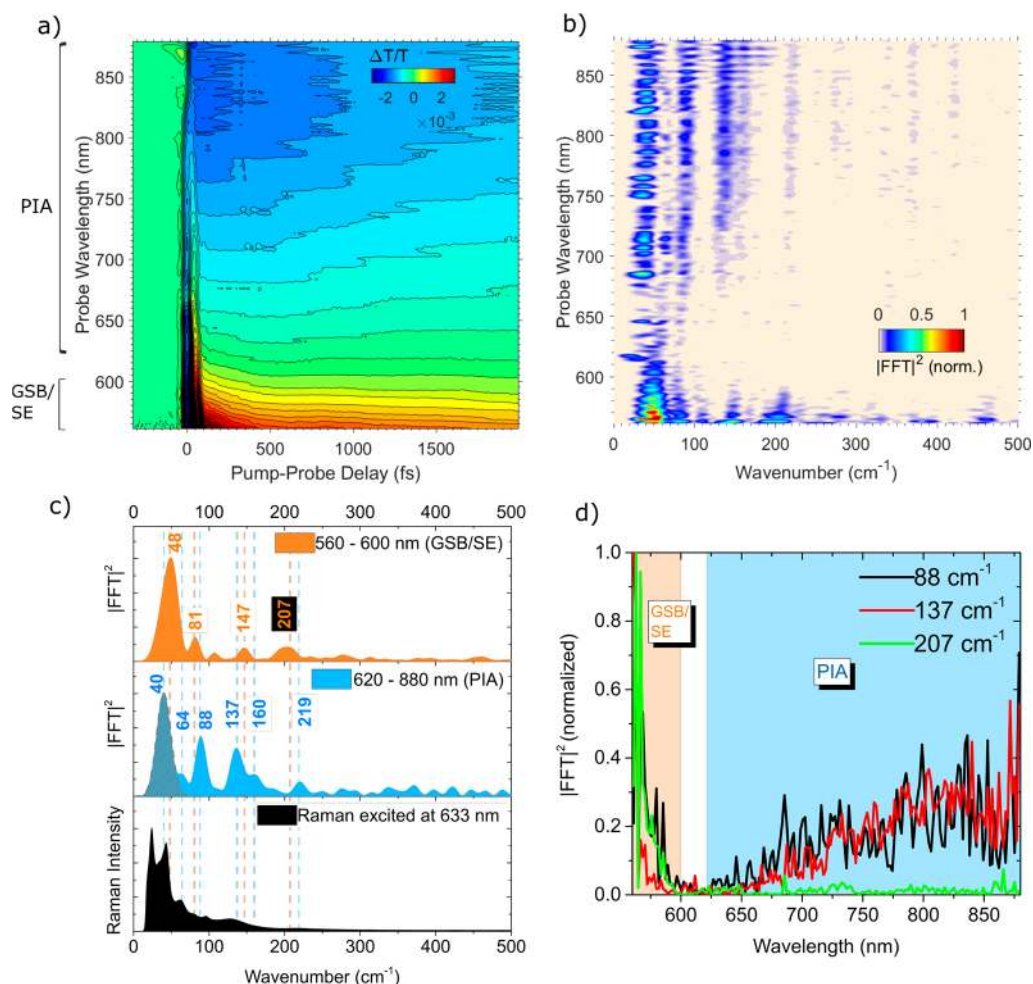 a)
ΔT/T
-2 0 2
×10⁻³
850
800
750
700
650
600
Probe Wavelength (nm)
PIA
GSB/
SE
0 500 1000 1500
Pump-Probe Delay (fs)
b)
850
800
750
700
650
600
Probe Wavelength (nm)
0 0.5 1
|FFT|² (norm.)
0 100 200 300 400 500
Wavenumber (cm⁻¹)
c)
0 100 200 300 400 500
560 - 600 nm (GSB/SE)
|FFT|²
48
81
147
207
620 - 880 nm (PIA)
|FFT|²
40
64
88
137
160
219
Raman excited at 633 nm
Raman Intensity
0 100 200 300 400 500
Wavenumber (cm⁻¹)
d)
1.0
0.8
0.6
0.4
0.2
0.0
|FFT|² (normalized)
GSB/
SE
PIA
88 cm⁻¹
137 cm⁻¹
207 cm⁻¹
600 650 700 750 800 850
Wavelength (nm)